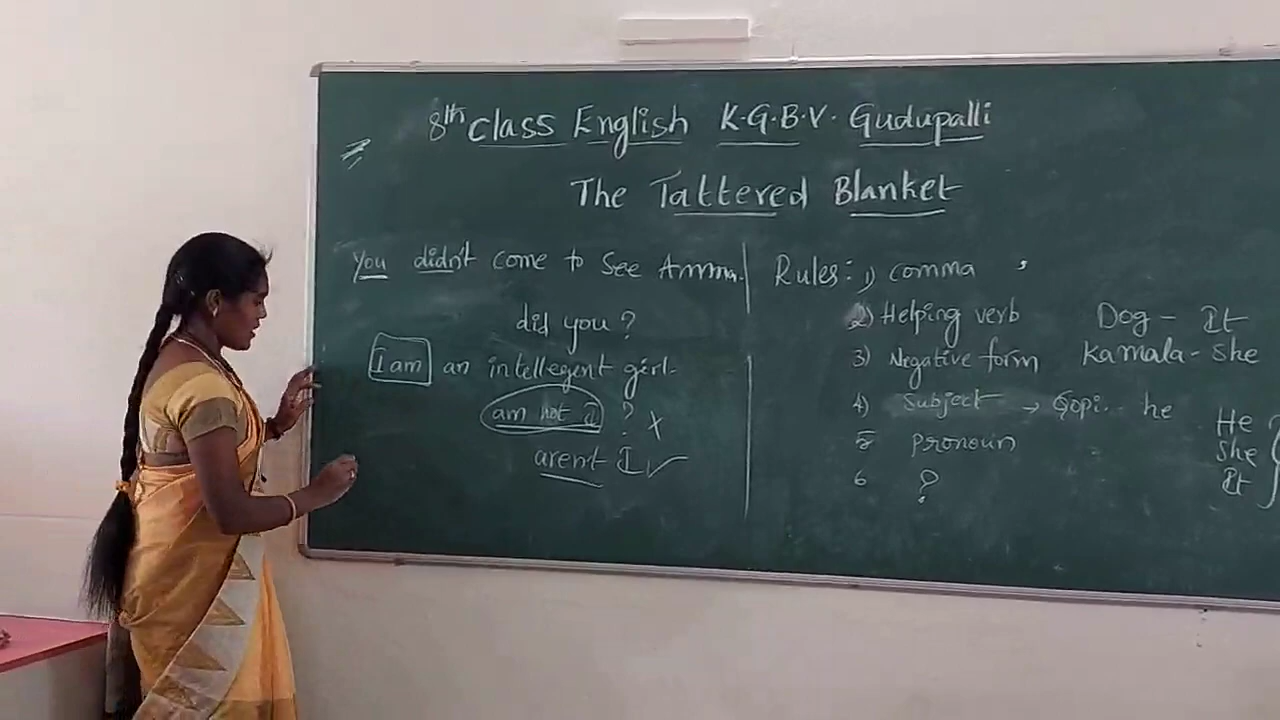 8th class English K.G.B.V. Gudupalli
The Tattered Blanket
You didn't come to see Amma.
did you?
I am an intellegent girl.
am not I ? x
arent I ✓
Rules: 1) comma ,
2) Helping verb
3) Negative form
4) Subject → Gopi.. he
5 pronoun
6 ?
Dog - It
Kamala - She
He
She
It